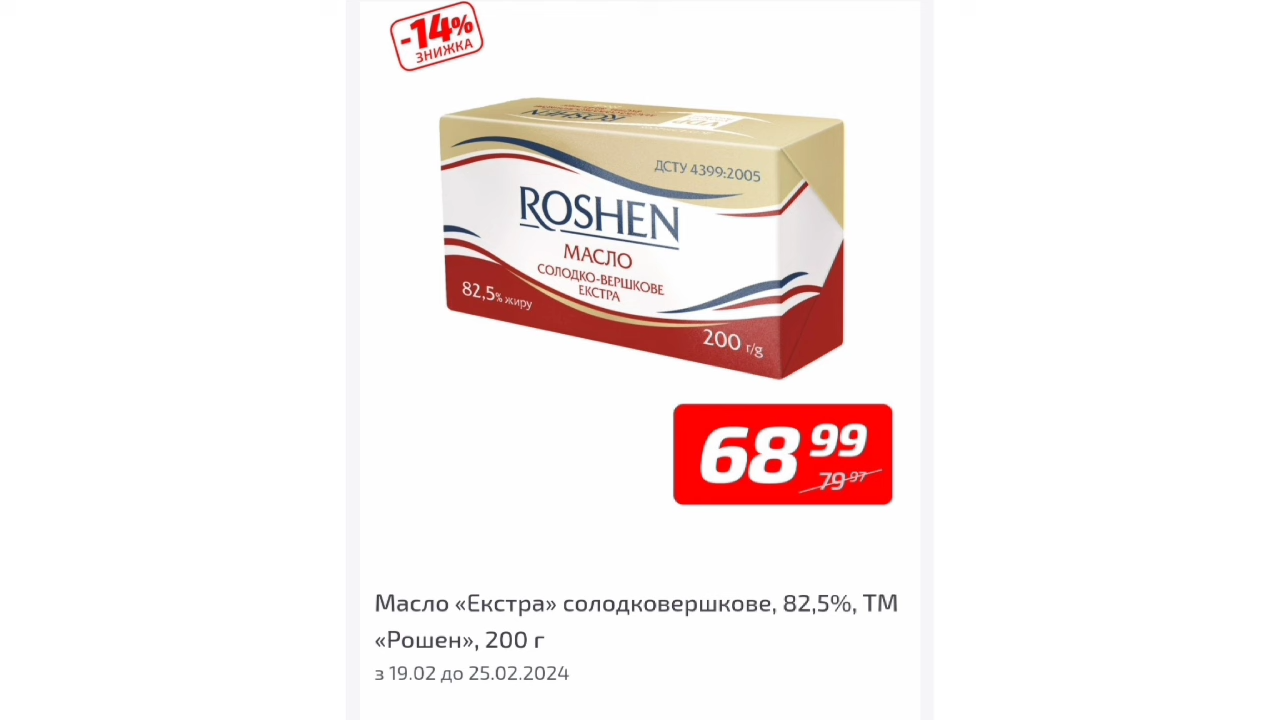 -14%
ЗНИЖКА
ROSHEN
ДСТУ 4399:2005
ROSHEN
МАСЛО
СОЛОДКО-ВЕРШКОВЕ
ЕКСТРА
82,5% жиру
200 г/g
68 99
79 97
Масло «Екстра» солодковершкове, 82,5%, ТМ
«Рошен», 200 г
з 19.02 до 25.02.2024